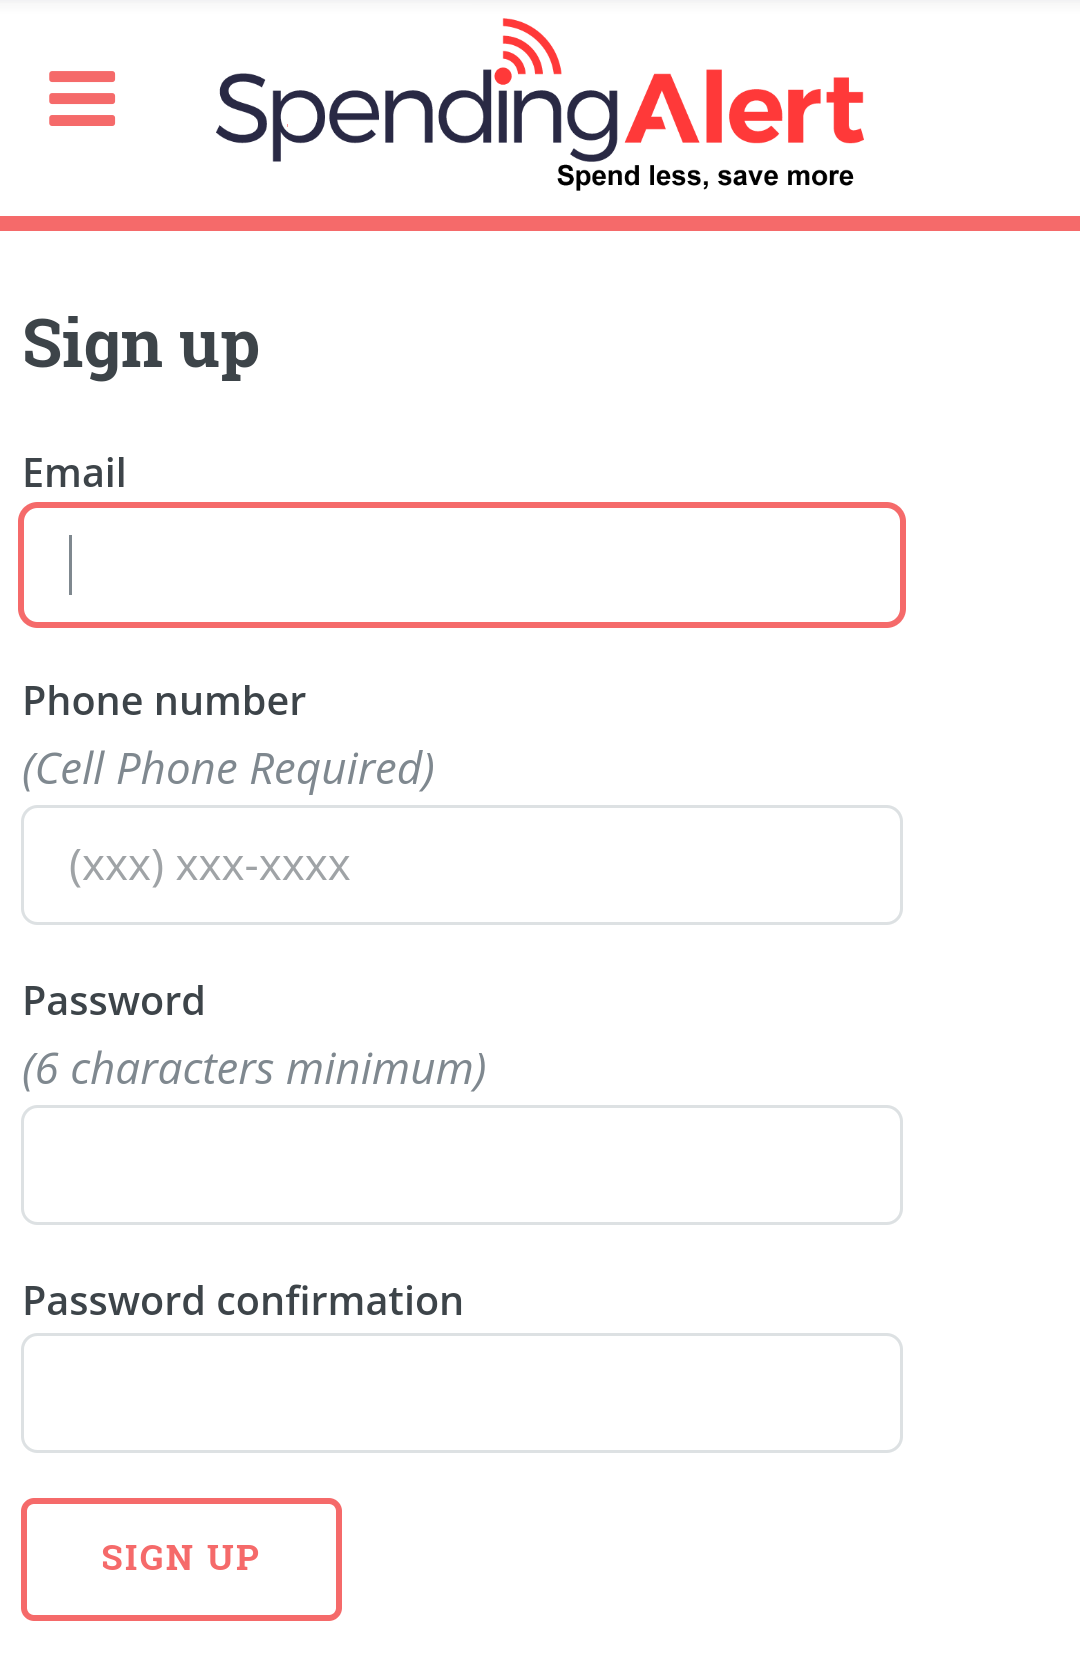 SpendingAlert
Spend less, save more
Sign up
Email
Phone number
(Cell Phone Required)
(xxx) xxx-xxxx
Password
(6 characters minimum)
Password confirmation
SIGN UP